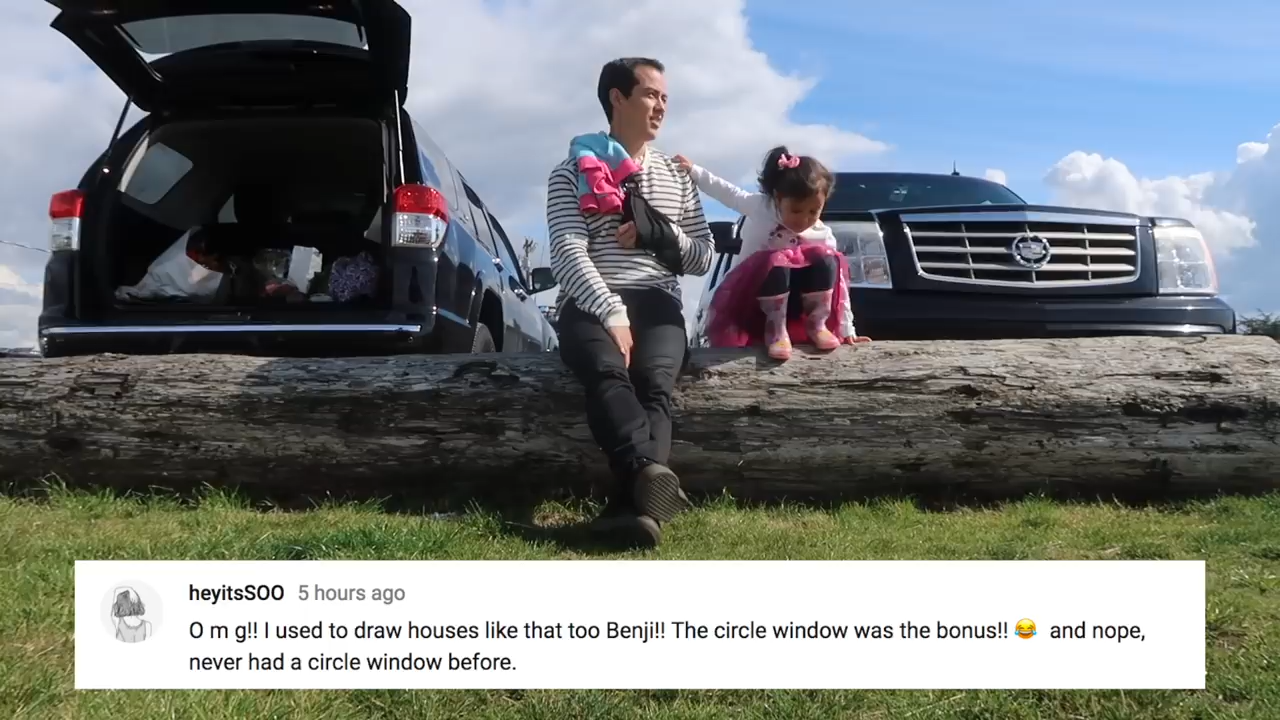 heyitsSOO 5 hours ago
O m g!! I used to draw houses like that too Benji!! The circle window was the bonus!! 😂 and nope,
never had a circle window before.